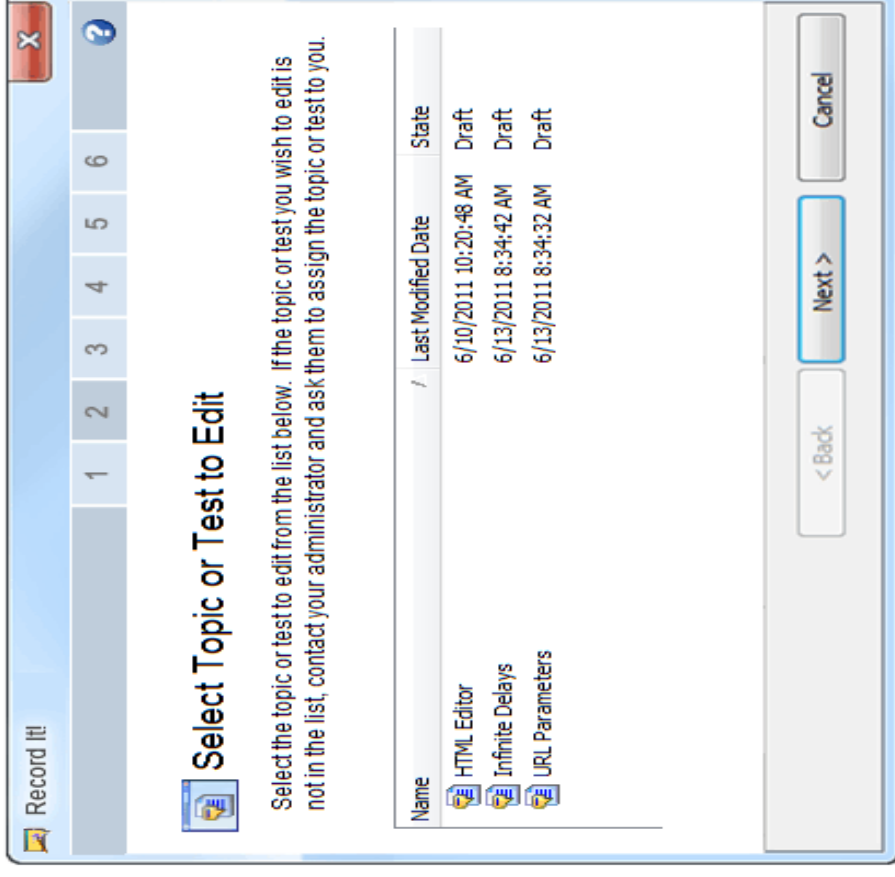 Record It!
1 2 3 4 5 6
Select Topic or Test to Edit
Select the topic or test to edit from the list below. If the topic or test you wish to edit is
not in the list, contact your administrator and ask them to assign the topic or test to you.
Name / Last Modified Date State
HTML Editor 6/10/2011 10:20:48 AM Draft
Infinite Delays 6/13/2011 8:34:42 AM Draft
URL Parameters 6/13/2011 8:34:32 AM Draft
< Back Next > Cancel